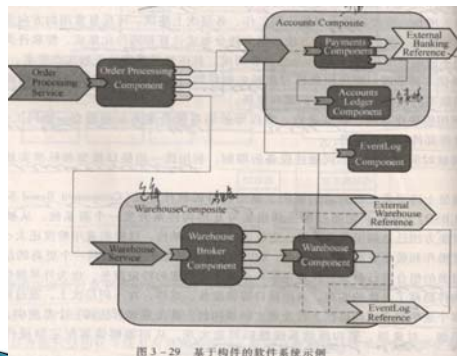 Accounts Composite
Payments
Component
External
Banking
Reference
Order
Processing
Service
Order Processing
Component
Accounts
Ledger
Component
EventLog
Component
WarehouseComposite
External
Warehouse
Reference
Warehouse
Service
Warehouse
Broker
Component
Warehouse
Component
EventLog
Reference
图 3-29 基于构件的软件系统示例